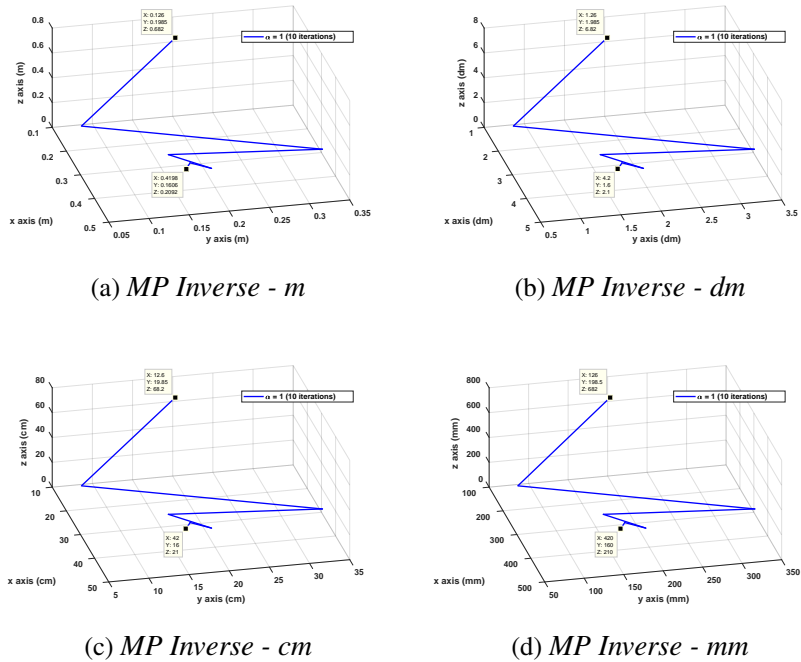 X: 0.126
Y: 0.1985
Z: 0.682
α = 1 (10 iterations)
0.8
0.6
0.4
0.2
0
z axis (m)
0.1
0.2
0.3
0.4
0.5
x axis (m)
X: 0.4198
Y: 0.1606
Z: 0.2092
0.05
0.1
0.15
0.2
0.25
0.3
0.35
y axis (m)
(a) MP Inverse - m
X: 1.26
Y: 1.985
Z: 6.82
α = 1 (10 iterations)
8
6
4
2
0
z axis (dm)
1
2
3
4
5
x axis (dm)
X: 4.2
Y: 1.6
Z: 2.1
0.5
1
1.5
2
2.5
3
3.5
y axis (dm)
(b) MP Inverse - dm
X: 12.6
Y: 19.85
Z: 68.2
α = 1 (10 iterations)
80
60
40
20
0
z axis (cm)
10
20
30
40
50
x axis (cm)
X: 42
Y: 16
Z: 21
5
10
15
20
25
30
35
y axis (cm)
(c) MP Inverse - cm
X: 126
Y: 198.5
Z: 682
α = 1 (10 iterations)
800
600
400
200
0
z axis (mm)
100
200
300
400
500
x axis (mm)
X: 420
Y: 160
Z: 210
50
100
150
200
250
300
350
y axis (mm)
(d) MP Inverse - mm